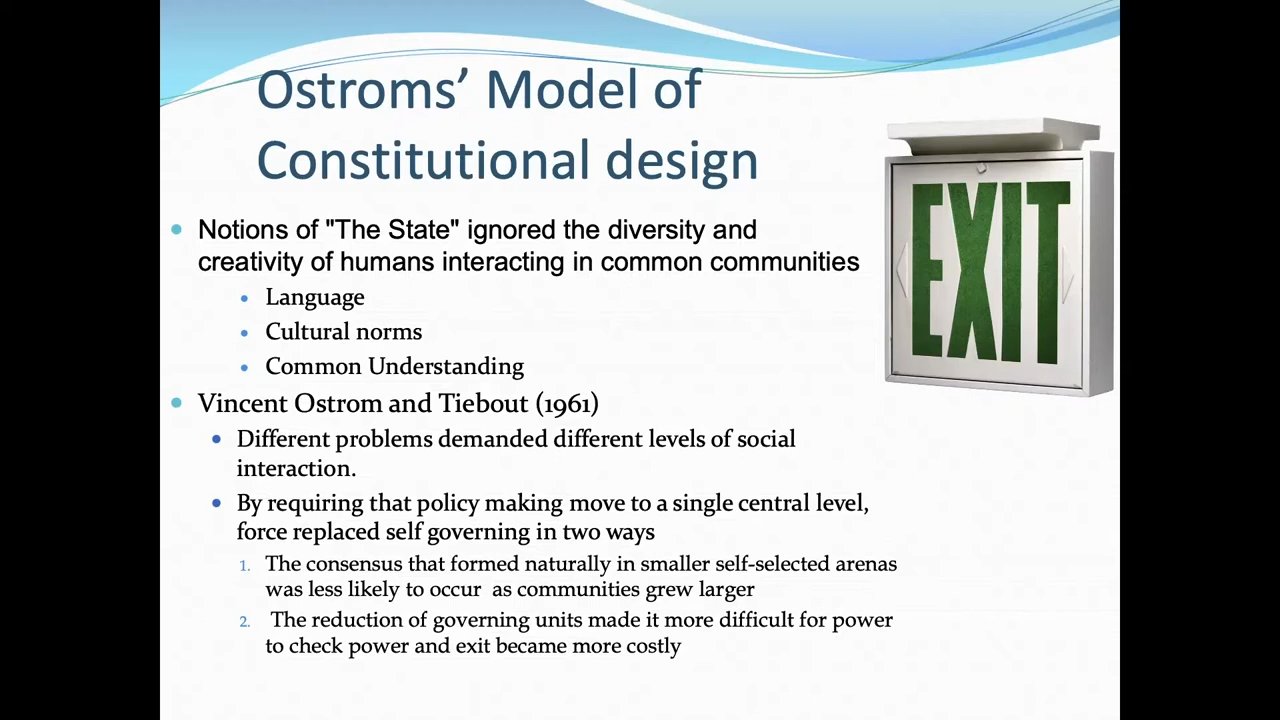 Ostroms’ Model of
Constitutional design
• Notions of "The State" ignored the diversity and
creativity of humans interacting in common communities
• Language
• Cultural norms
• Common Understanding
• Vincent Ostrom and Tiebout (1961)
• Different problems demanded different levels of social
interaction.
• By requiring that policy making move to a single central level,
force replaced self governing in two ways
1. The consensus that formed naturally in smaller self-selected arenas
was less likely to occur as communities grew larger
2. The reduction of governing units made it more difficult for power
to check power and exit became more costly
EXIT